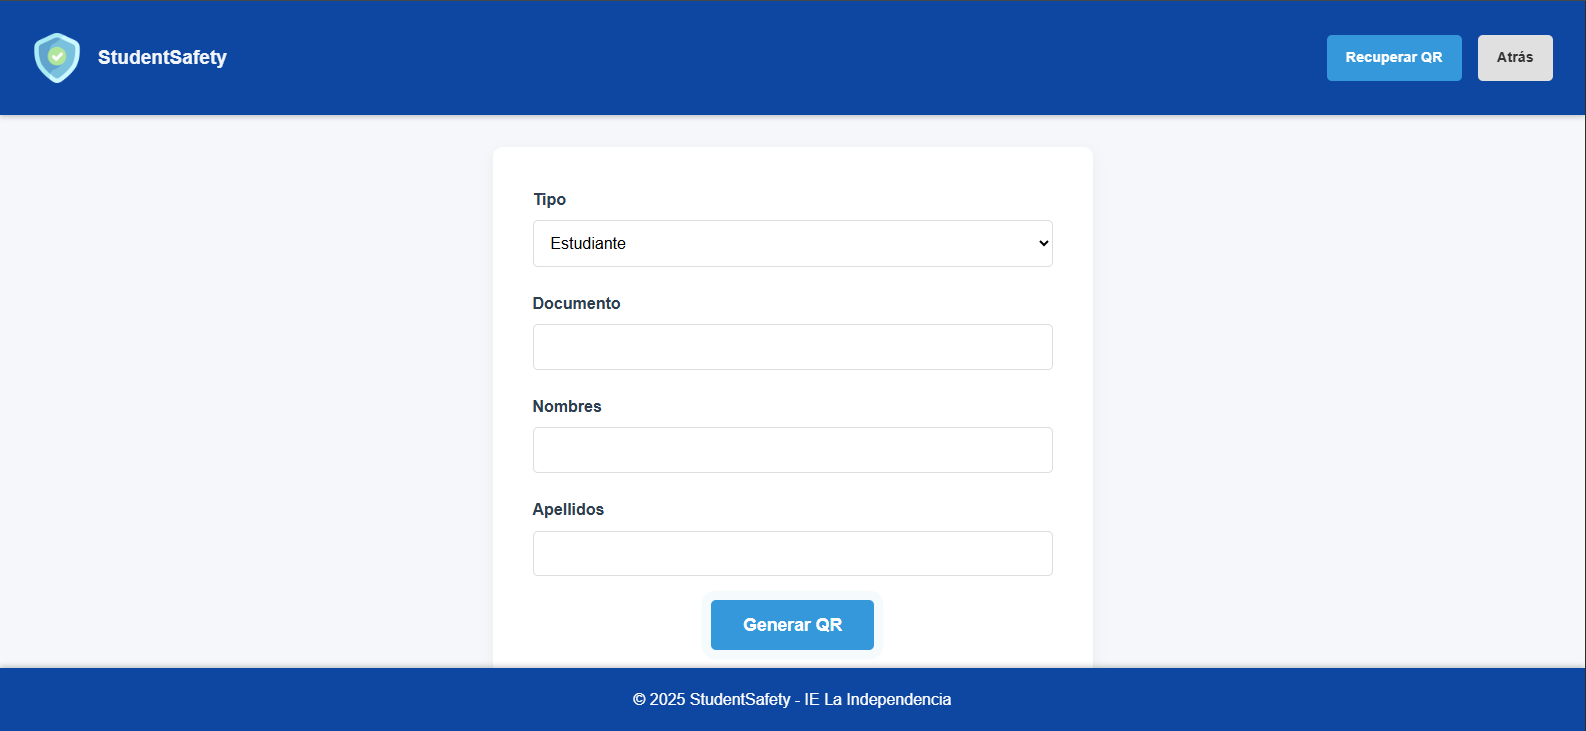 StudentSafety
Recuperar QR
Atrás
Tipo
Estudiante
Documento
Nombres
Apellidos
Generar QR
© 2025 StudentSafety - IE La Independencia